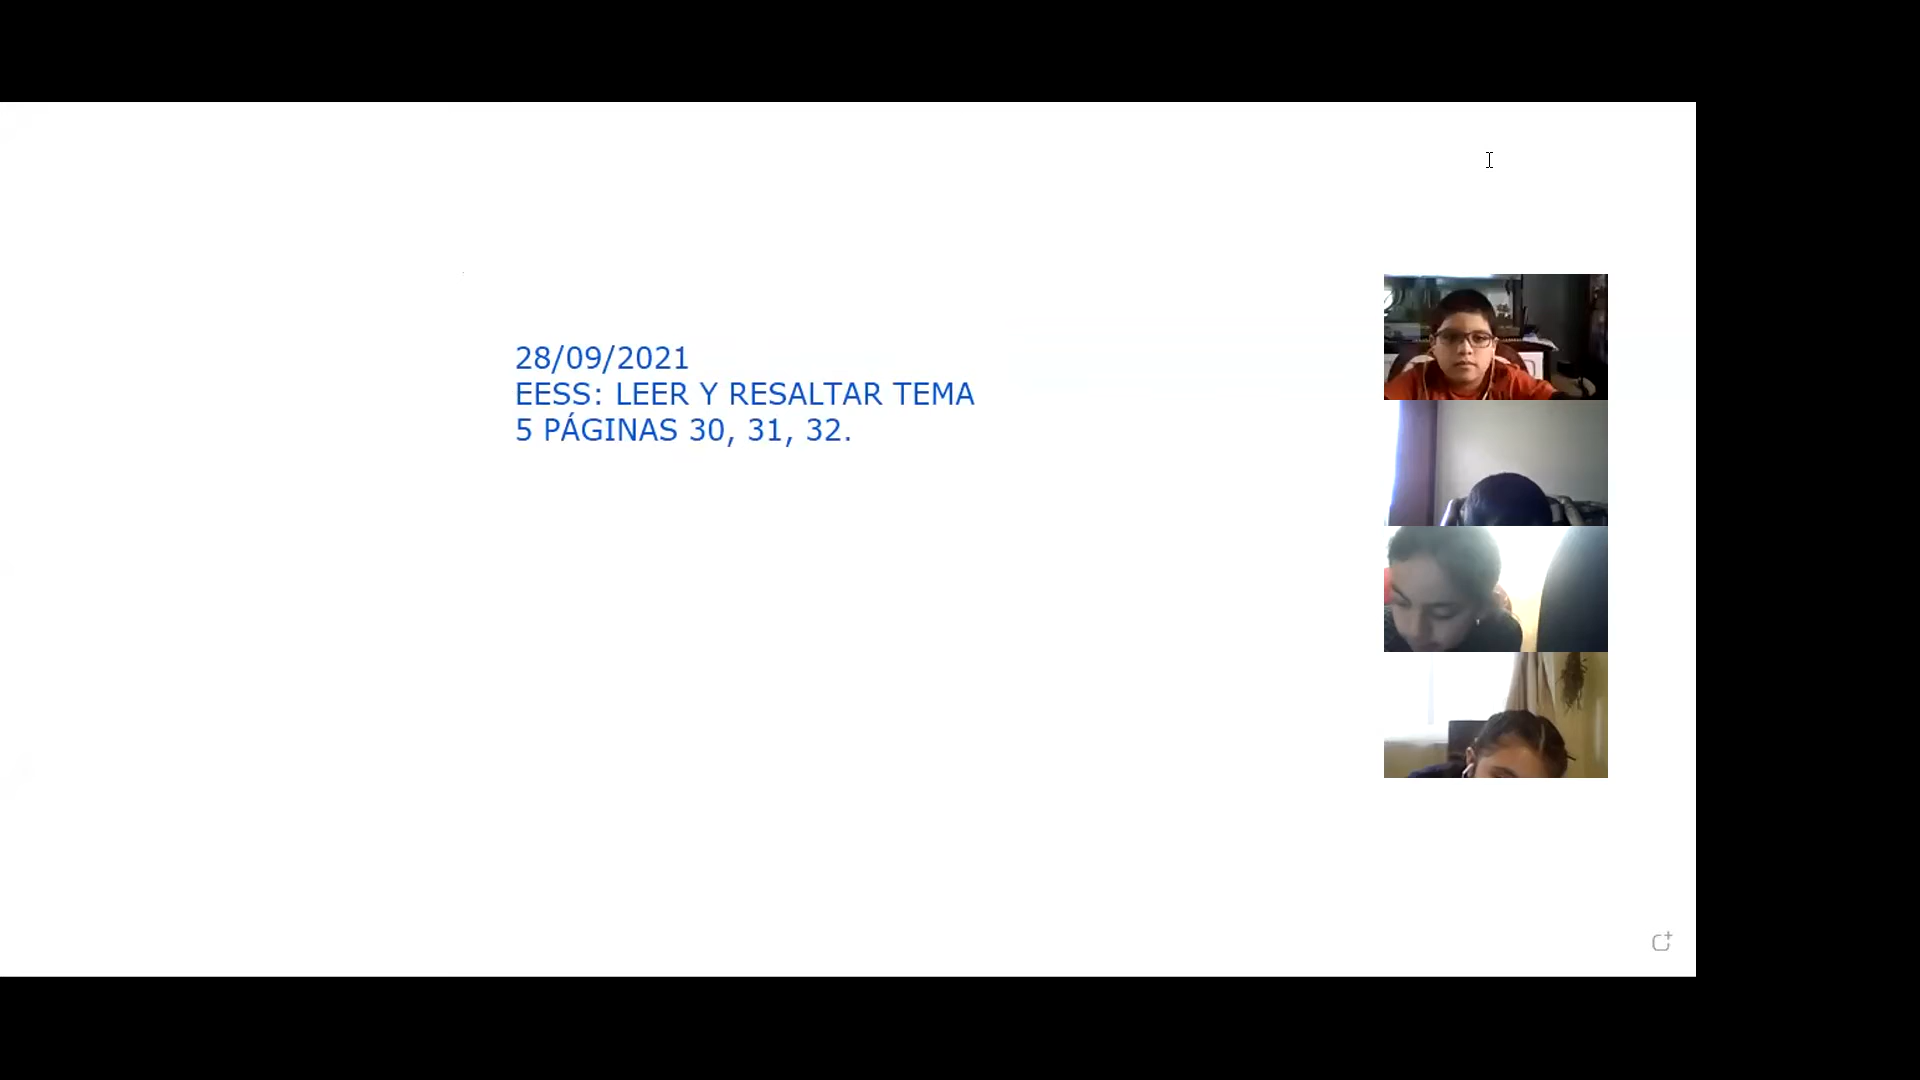 28/09/2021
EESS: LEER Y RESALTAR TEMA
5 PÁGINAS 30, 31, 32.